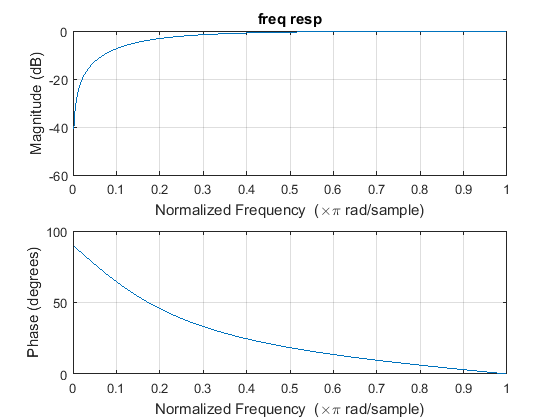 freq resp
Magnitude (dB)
0
-20
-40
-60
0 0.1 0.2 0.3 0.4 0.5 0.6 0.7 0.8 0.9 1
Normalized Frequency (×π rad/sample)
Phase (degrees)
100
50
0
0 0.1 0.2 0.3 0.4 0.5 0.6 0.7 0.8 0.9 1
Normalized Frequency (×π rad/sample)